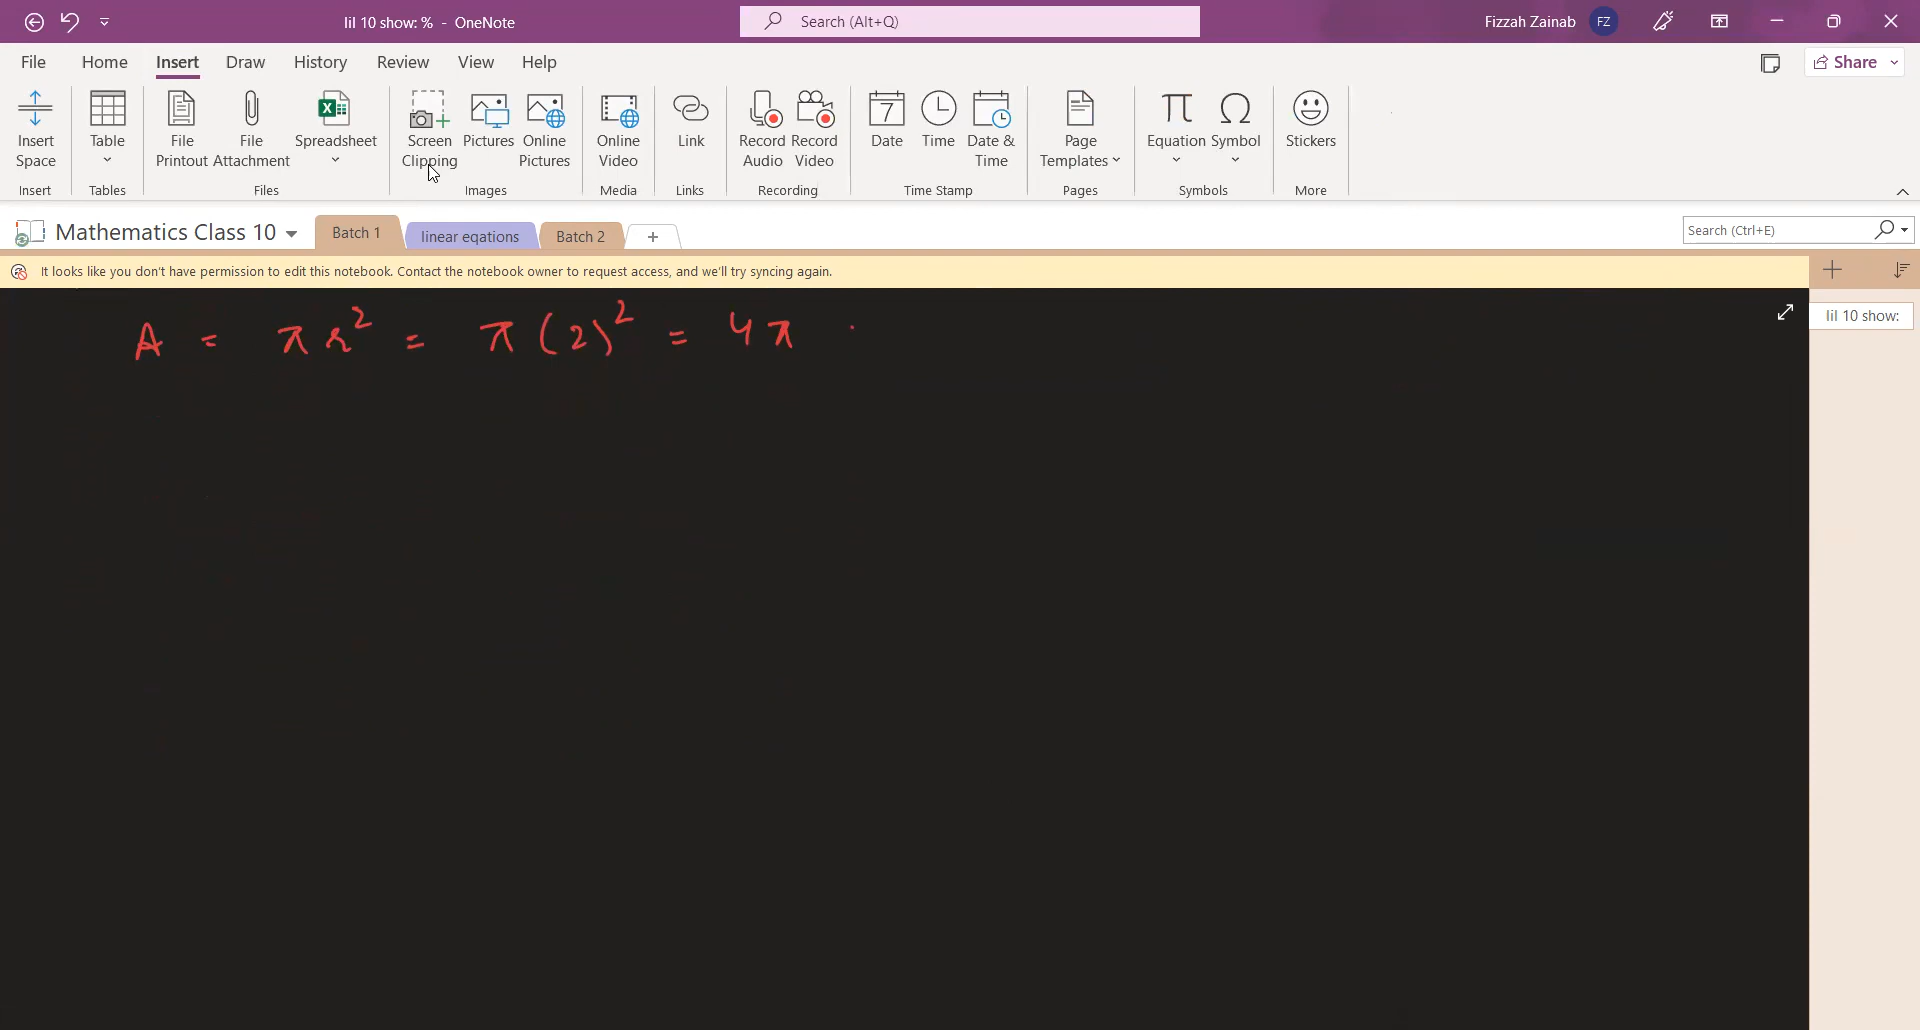 lil 10 show: % - OneNote
Search (Alt+Q)
Fizzah Zainab
FZ
File Home Insert Draw History Review View Help
Share
Insert Space
Table
File Printout
File Attachment
Spreadsheet
Screen Clipping
Pictures
Online Pictures
Online Video
Link
Record Audio
Record Video
7
Date
Time
Date & Time
Page Templates
π
Equation
Ω
Symbol
Stickers
Insert Tables Files Images Media Links Recording Time Stamp Pages Symbols More
Mathematics Class 10
Batch 1
linear eqations
Batch 2
+
Search (Ctrl+E)
It looks like you don't have permission to edit this notebook. Contact the notebook owner to request access, and we'll try syncing again.
lil 10 show:
A = πr² = π(2)² = 4π